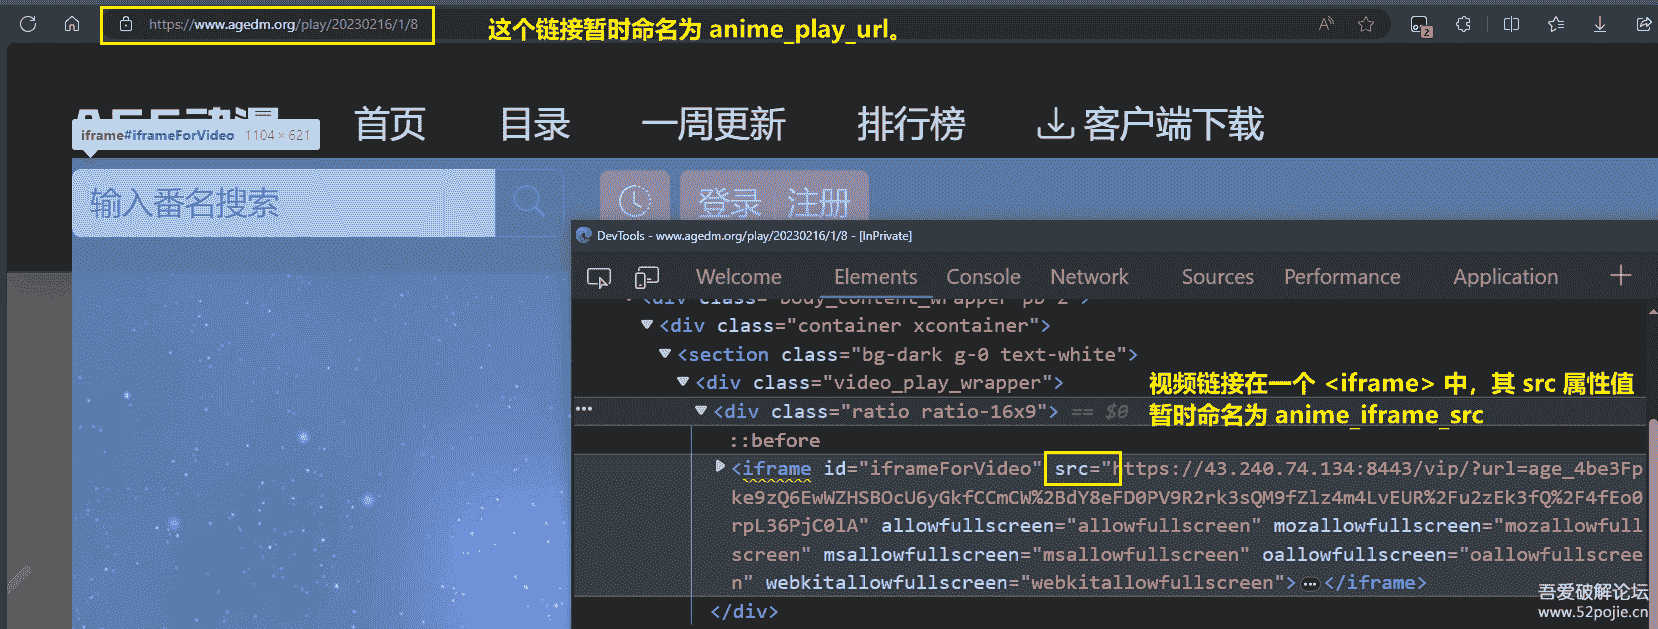 https://www.agedm.org/play/20230216/1/8
这个链接暂时命名为 anime_play_url。
2
首页 目录 一周更新 排行榜 客户端下载
iframe#iframeForVideo 1104 × 621
输入番名搜索
登录 注册
DevTools - www.agedm.org/play/20230216/1/8 - [InPrivate]
Welcome Elements Console Network Sources Performance Application
<div class="body_content_wrapper pb-2">
<div class="container xcontainer">
<section class="bg-dark g-0 text-white">
<div class="video_play_wrapper">
视频链接在一个 <iframe> 中，其 src 属性值
暂时命名为 anime_iframe_src
<div class="ratio ratio-16x9"> == $0
::before
<iframe id="iframeForVideo" src="https://43.240.74.134:8443/vip/?url=age_4be3Fp
ke9zQ6EwWZHSBOcU6yGkfCCmCW%2BdY8eFD0PV9R2rk3sQM9fZlz4m4LvEUR%2Fu2zEk3fQ%2F4fEo0
rpL36PjC0lA" allowfullscreen="allowfullscreen" mozallowfullscreen="mozallowfull
screen" msallowfullscreen="msallowfullscreen" oallowfullscreen="oallowfullscree
n" webkitallowfullscreen="webkitallowfullscreen">…</iframe>
</div>
吾爱破解论坛
www.52pojie.cn